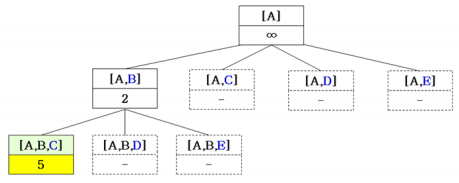 [A]
∞
[A,B]
2
[A,C]
–
[A,D]
–
[A,E]
–
[A,B,C]
5
[A,B,D]
–
[A,B,E]
–